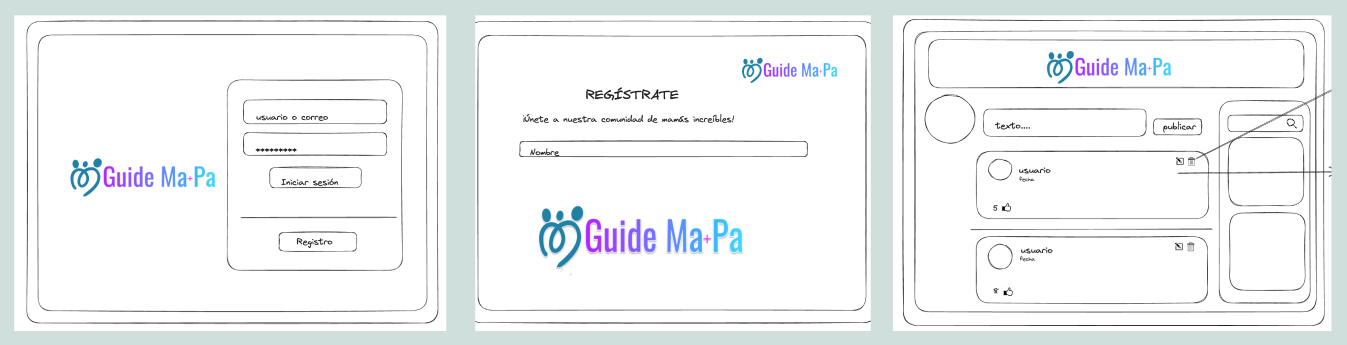 Guide Ma+Pa
usuario o correo
*********
Iniciar sesión
Registro
Guide Ma+Pa
REGÍSTRATE
¡Únete a nuestra comunidad de mamás increíbles!
Nombre
Guide Ma+Pa
Guide Ma+Pa
texto....
publicar
usuario
fecha
5
usuario
fecha
8